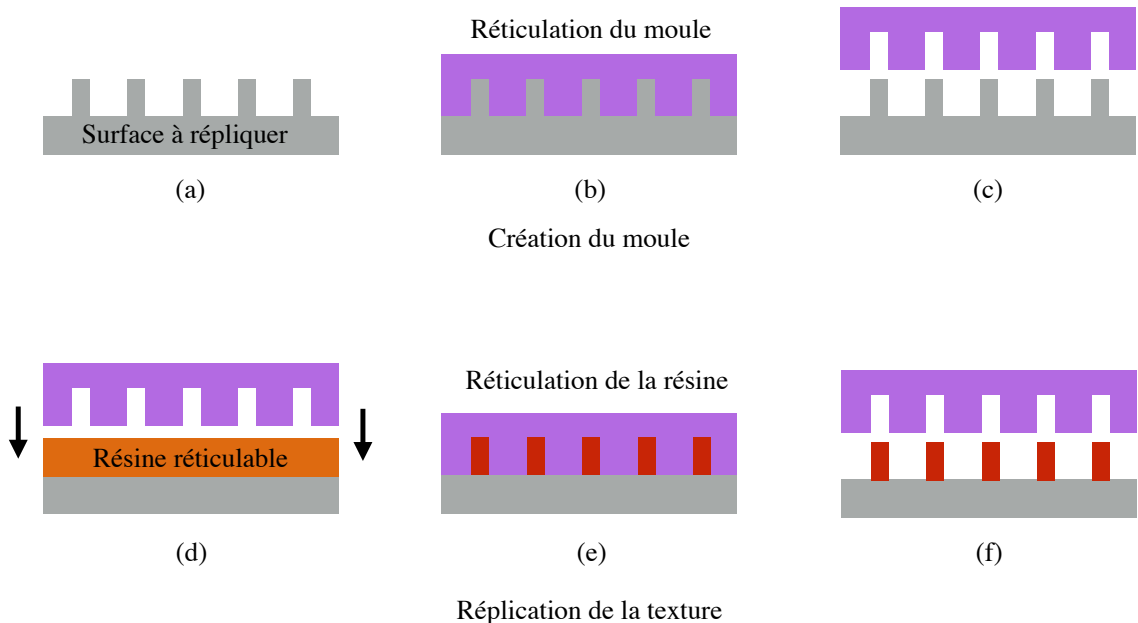 Réticulation du moule
Surface à répliquer
(a)
(b)
(c)
Création du moule
Réticulation de la résine
Résine réticulable
(d)
(e)
(f)
Réplication de la texture